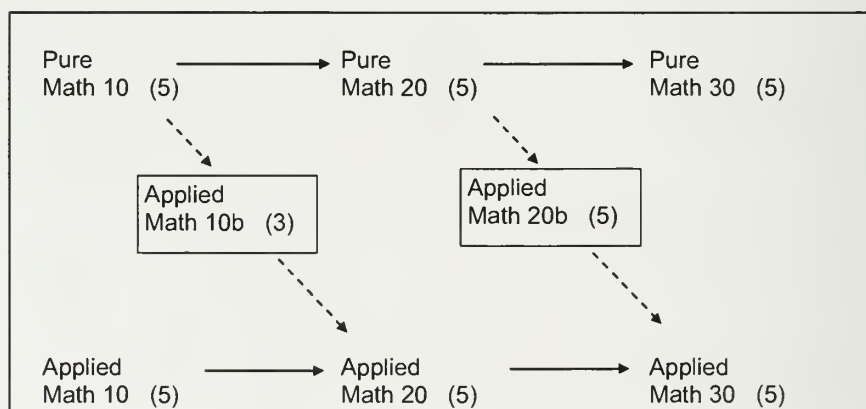 Pure
Math 10 (5)
Pure
Math 20 (5)
Pure
Math 30 (5)
Applied
Math 10b (3)
Applied
Math 20b (5)
Applied
Math 10 (5)
Applied
Math 20 (5)
Applied
Math 30 (5)